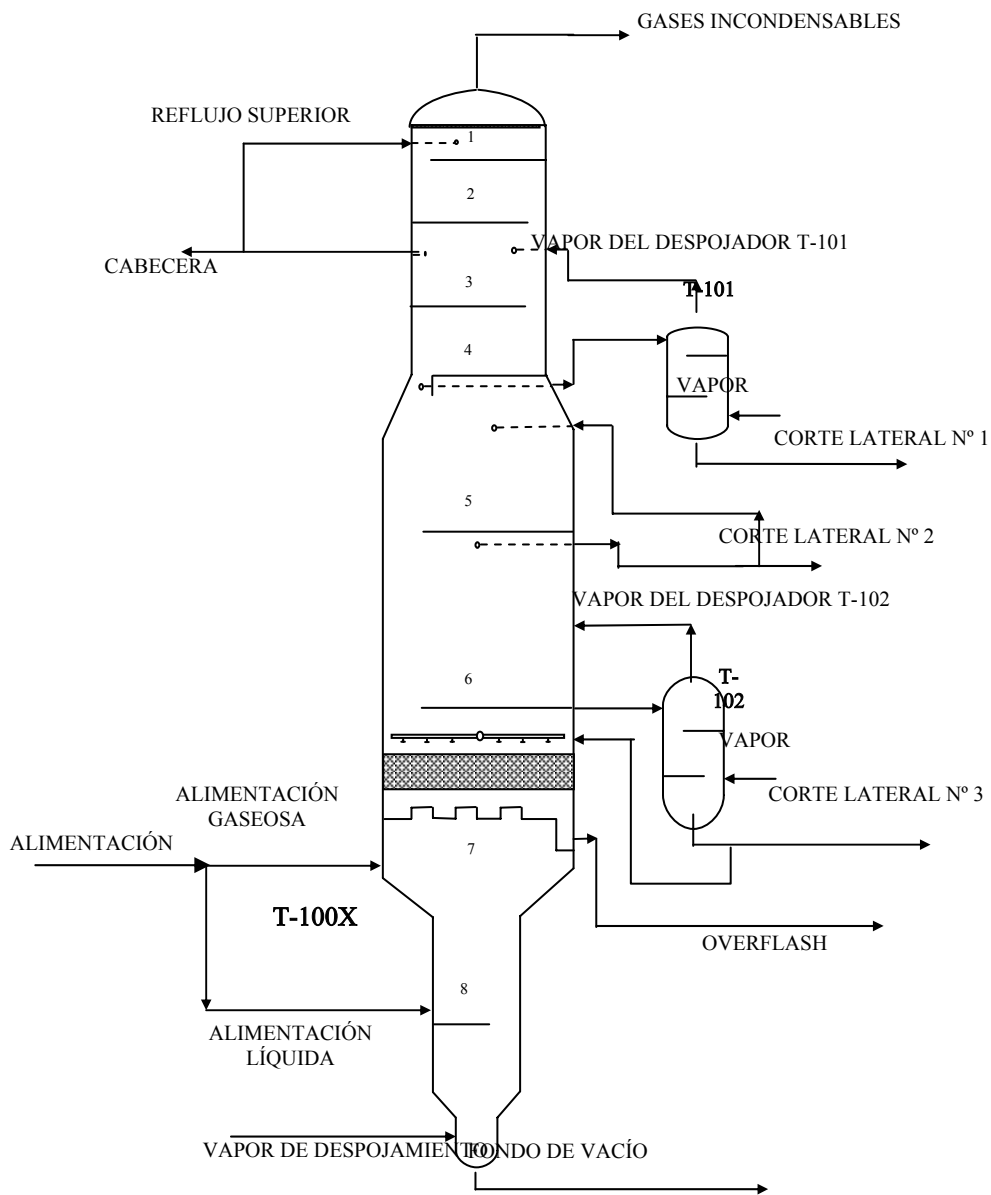 GASES INCONDENSABLES
REFLUJO SUPERIOR
1
2
VAPOR DEL DESPOJADOR T-101
CABECERA
3
T-101
4
VAPOR
CORTE LATERAL Nº 1
5
CORTE LATERAL Nº 2
VAPOR DEL DESPOJADOR T-102
6
T-
102
VAPOR
ALIMENTACIÓN
GASEOSA
CORTE LATERAL Nº 3
ALIMENTACIÓN
7
T-100X
OVERFLASH
8
ALIMENTACIÓN
LÍQUIDA
VAPOR DE DESPOJAMIENTO
FONDO DE VACÍO